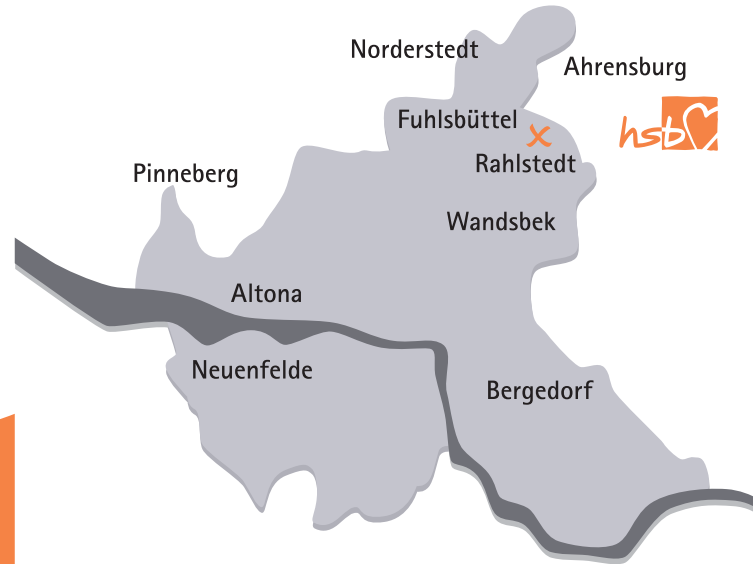 Norderstedt
Ahrensburg
Fuhlsbüttel
hsb
Rahlstedt
Pinneberg
Wandsbek
Altona
Neuenfelde
Bergedorf